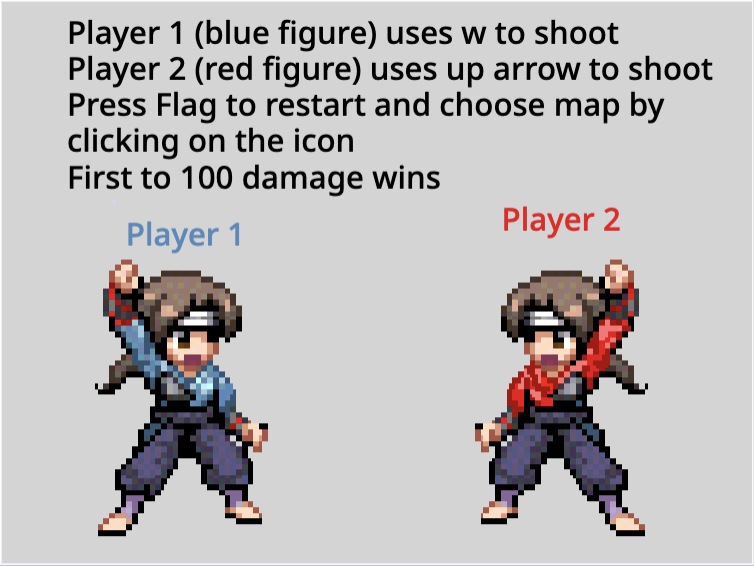 Player 1 (blue figure) uses w to shoot
Player 2 (red figure) uses up arrow to shoot
Press Flag to restart and choose map by
clicking on the icon
First to 100 damage wins
Player 1
Player 2